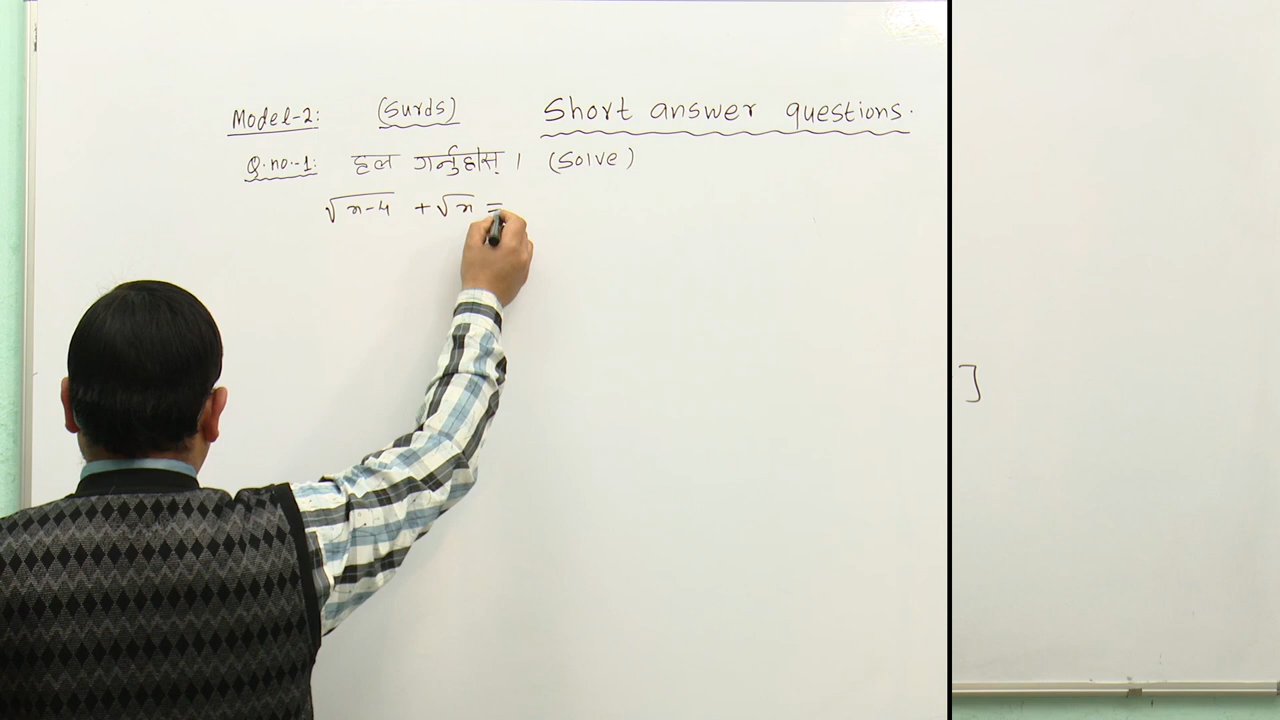 Model-2: (Surds) Short answer questions.
Q.no.-1: हल गर्नुहोस् । (Solve)
√x-4 + √x =
]